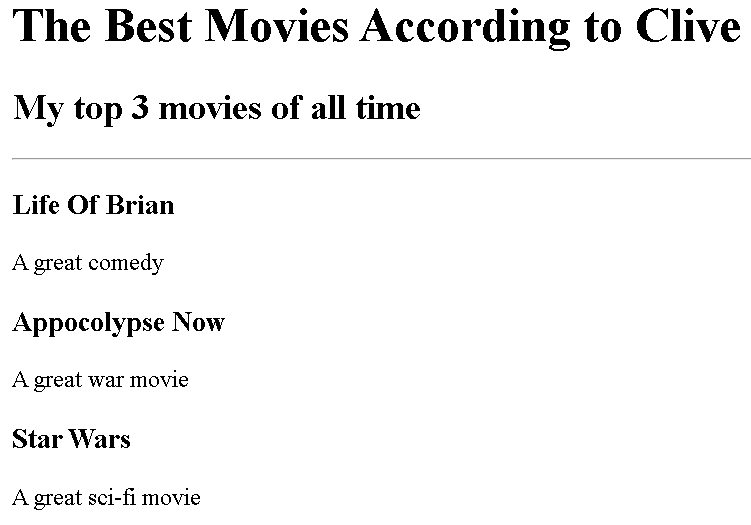 The Best Movies According to Clive
My top 3 movies of all time
Life Of Brian
A great comedy
Appocolypse Now
A great war movie
Star Wars
A great sci-fi movie